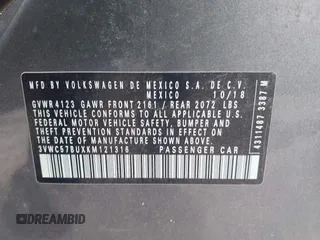 MFD BY VOLKSWAGEN DE MEXICO S.A. DE C.V.
MEXICO 10/18
GVWR 4123 GAWR FRONT 2161 / REAR 2072 LBS
THIS VEHICLE CONFORMS TO ALL APPLICABLE U.S.
FEDERAL MOTOR VEHICLE SAFETY, BUMPER, AND
THEFT PREVENTION STANDARDS IN EFFECT ON THE
DATE OF MANUFACTURE SHOWN ABOVE.
3VWC57BUXKM121316 PASSENGER CAR
4311487 3387 M
DREAMBID